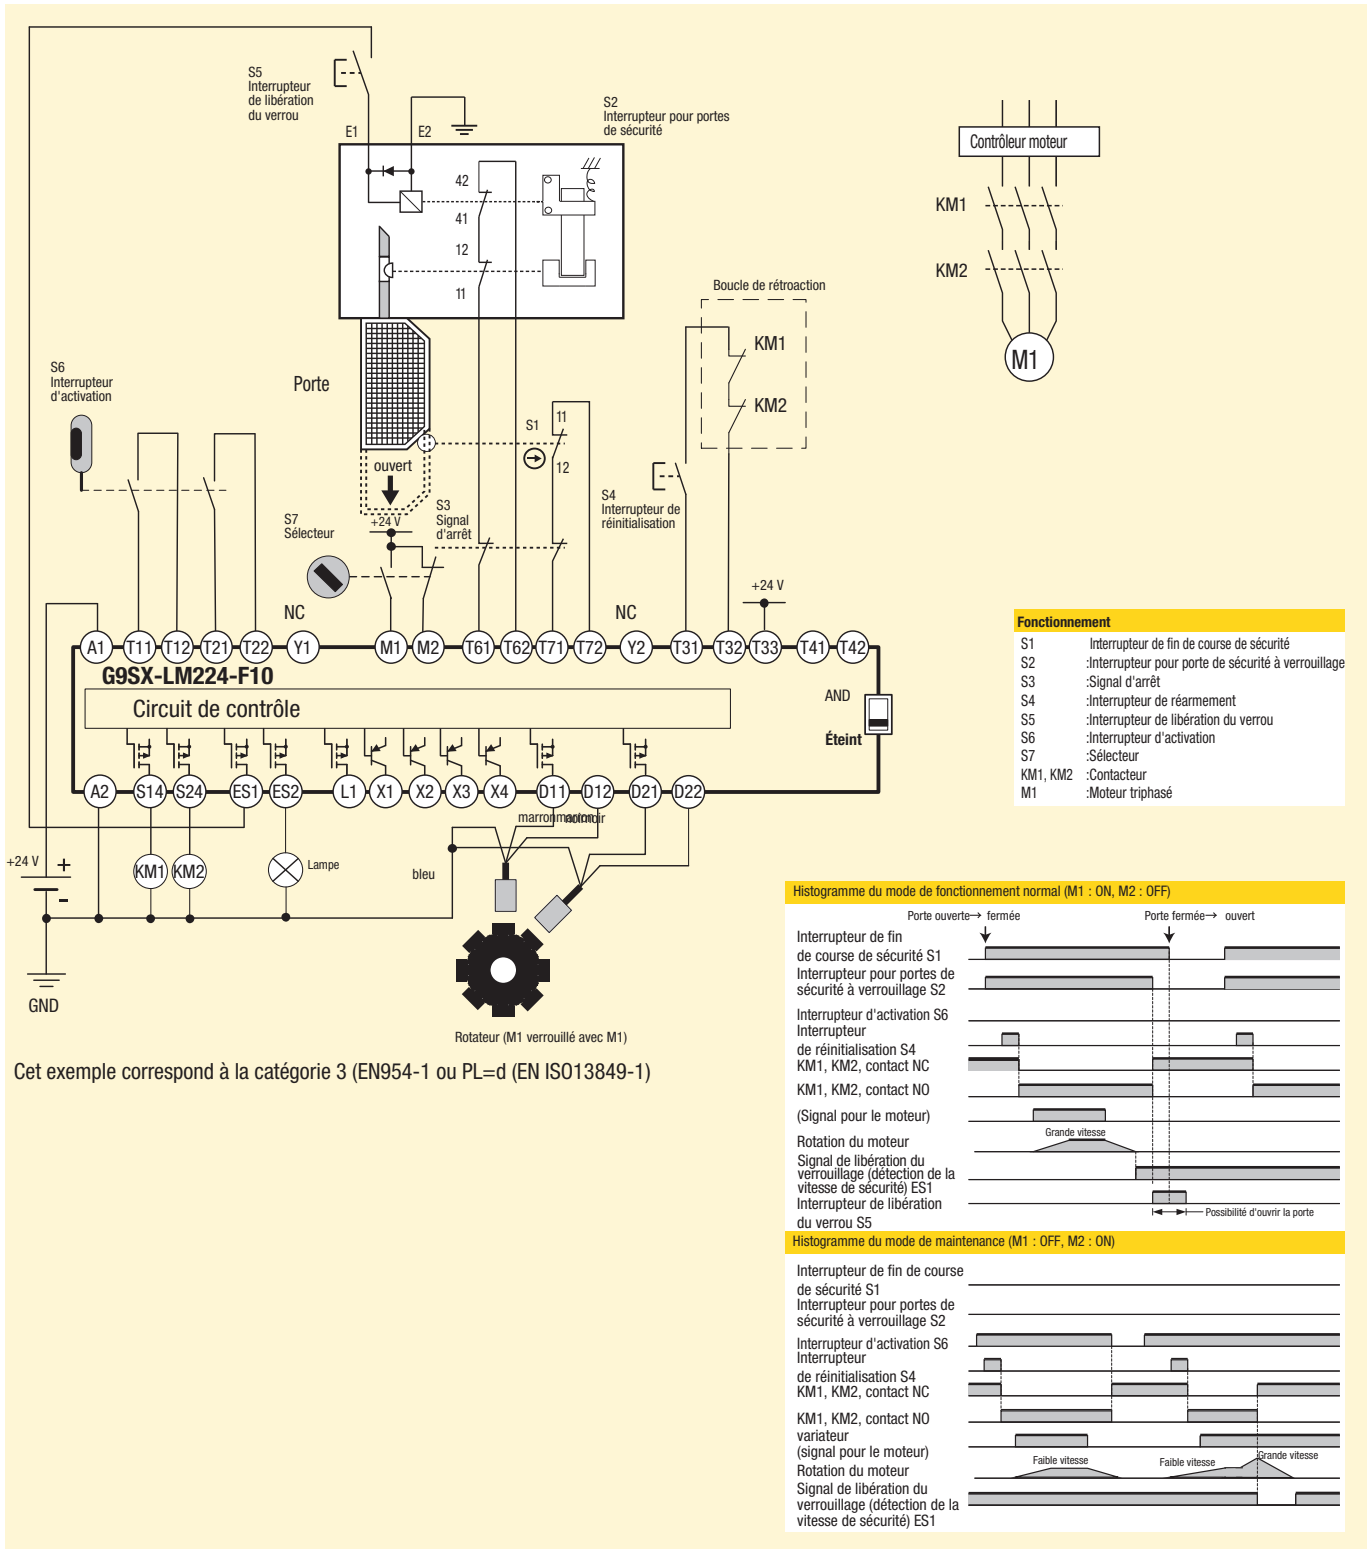 S5
Interrupteur
de libération
du verrou
E1
E2
S2
Interrupteur pour portes
de sécurité
42
41
12
11
Contrôleur moteur
KM1
KM2
M1
Boucle de rétroaction
KM1
KM2
S6
Interrupteur
d'activation
Porte
ouvert
S1
11
12
S4
Interrupteur de
réinitialisation
S7
Sélecteur
+24 V
S3
Signal
d'arrêt
+24 V
NC
NC
A1
T11
T12
T21
T22
Y1
M1
M2
T61
T62
T71
T72
Y2
T31
T32
T33
T41
T42
G9SX-LM224-F10
Circuit de contrôle
AND
Éteint
A2
S14
S24
ES1
ES2
L1
X1
X2
X3
X4
D11
D12
D21
D22
+24 V
+
-
KM1
KM2
Lampe
bleu
GND
Rotateur (M1 verrouillé avec M1)
Cet exemple correspond à la catégorie 3 (EN954-1 ou PL=d (EN ISO13849-1)
Fonctionnement
S1 Interrupteur de fin de course de sécurité
S2 :Interrupteur pour porte de sécurité à verrouillage
S3 :Signal d'arrêt
S4 :Interrupteur de réarmement
S5 :Interrupteur de libération du verrou
S6 :Interrupteur d'activation
S7 :Sélecteur
KM1, KM2 :Contacteur
M1 :Moteur triphasé
Histogramme du mode de fonctionnement normal (M1 : ON, M2 : OFF)
Porte ouverte→ fermée
Porte fermée→ ouvert
Interrupteur de fin
de course de sécurité S1
Interrupteur pour portes de
sécurité à verrouillage S2
Interrupteur d'activation S6
Interrupteur
de réinitialisation S4
KM1, KM2, contact NC
KM1, KM2, contact NO
(Signal pour le moteur)
Grande vitesse
Rotation du moteur
Signal de libération du
verrouillage (détection de la
vitesse de sécurité) ES1
Interrupteur de libération
du verrou S5
Possibilité d'ouvrir la porte
Histogramme du mode de maintenance (M1 : OFF, M2 : ON)
Interrupteur de fin de course
de sécurité S1
Interrupteur pour portes de
sécurité à verrouillage S2
Interrupteur d'activation S6
Interrupteur
de réinitialisation S4
KM1, KM2, contact NC
KM1, KM2, contact NO
variateur
(signal pour le moteur)
Faible vitesse
Faible vitesse
Grande vitesse
Rotation du moteur
Signal de libération du
verrouillage (détection de la
vitesse de sécurité) ES1